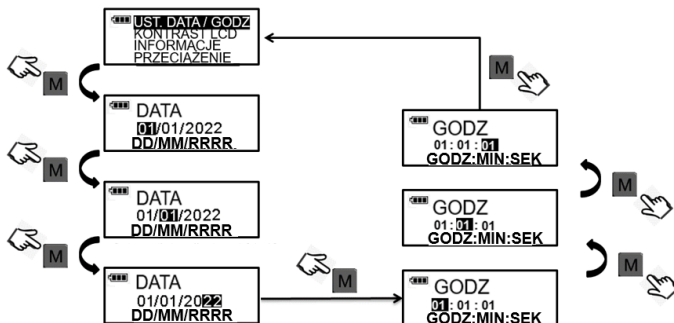 UST. DATA / GODZ
KONTRAST LCD
INFORMACJE
PRZECIĄŻENIE
M
DATA
01/01/2022
DD/MM/RRRR
M
DATA
01/01/2022
DD/MM/RRRR
M
DATA
01/01/2022
DD/MM/RRRR
M
GODZ
01 : 01 : 01
GODZ:MIN:SEK
M
GODZ
01 : 01 : 01
GODZ:MIN:SEK
M
GODZ
01 : 01 : 01
GODZ:MIN:SEK
M